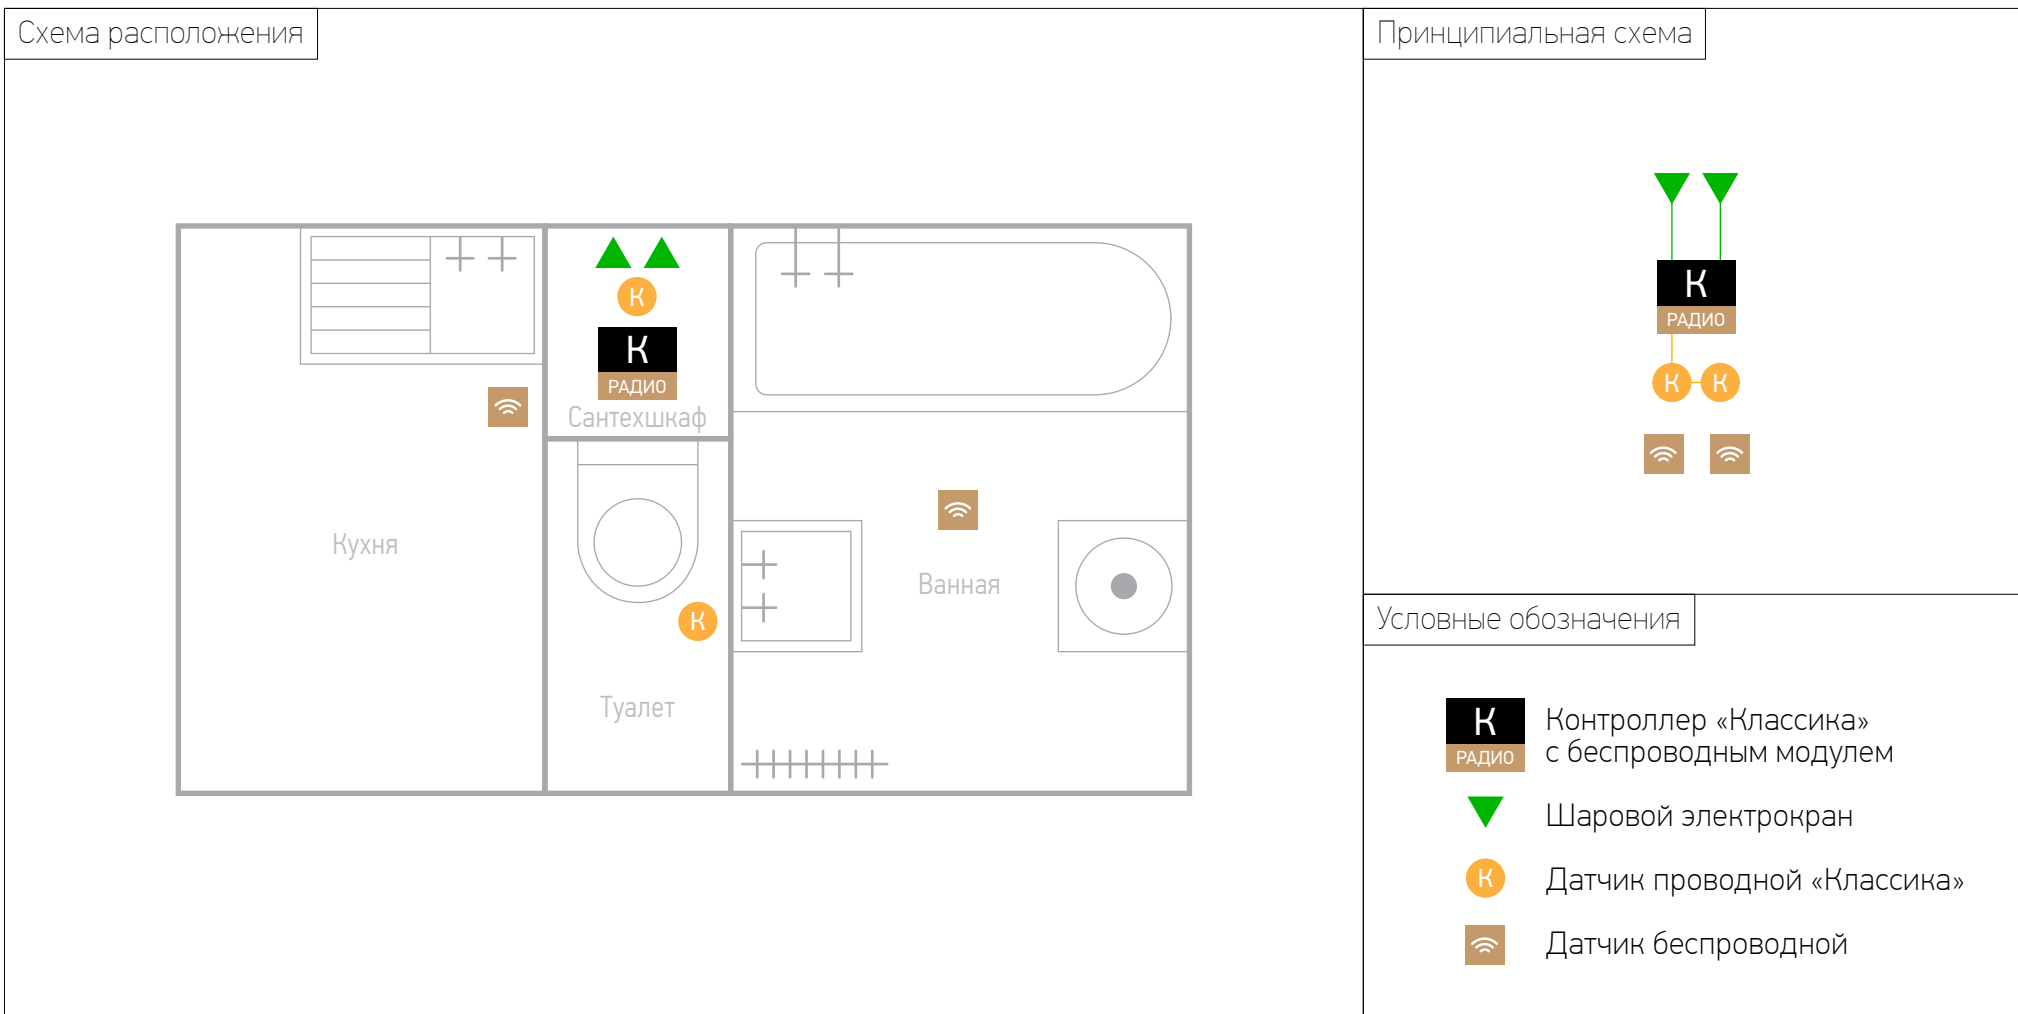 Схема расположения
К
К
РАДИО
Сантехшкаф
Кухня
Ванная
К
Туалет
Принципиальная схема
К
РАДИО
К
К
Условные обозначения
К
РАДИО
Контроллер «Классика»
с беспроводным модулем
Шаровой электрокран
К
Датчик проводной «Классика»
Датчик беспроводной